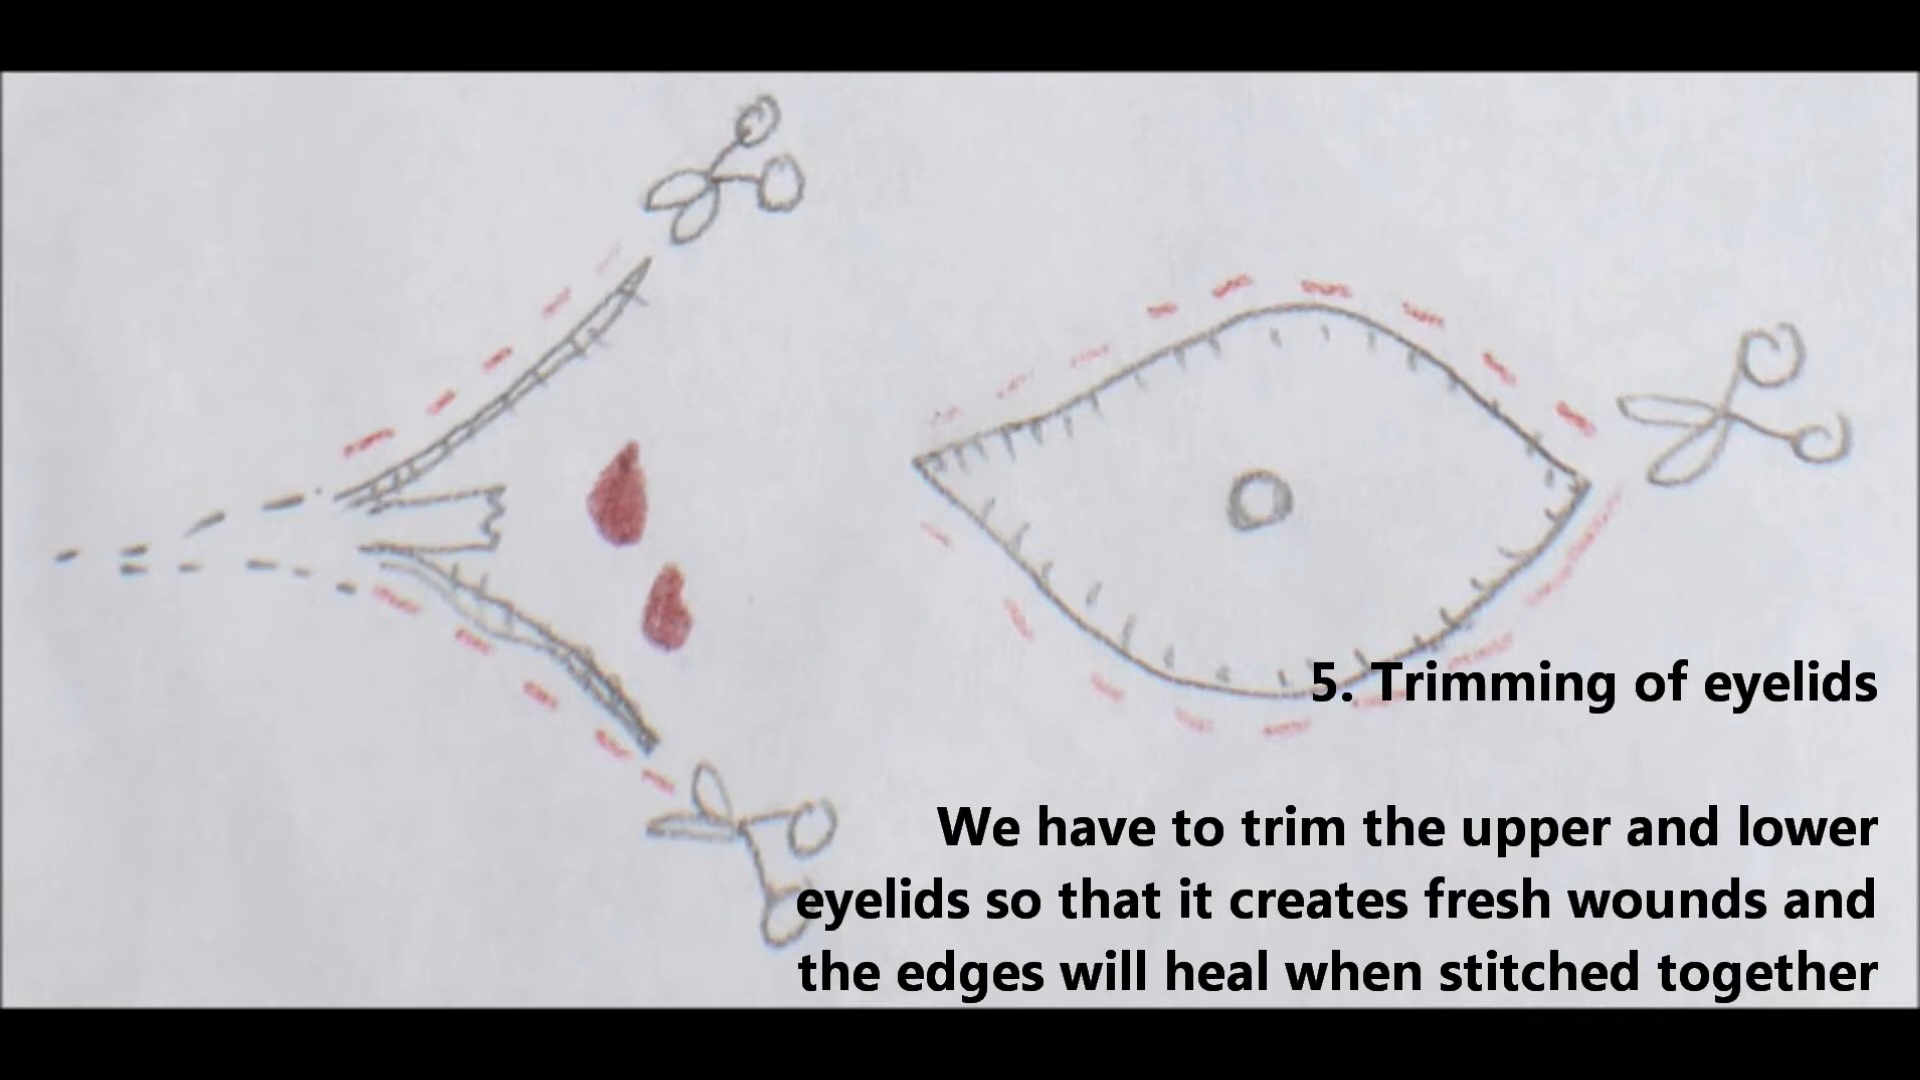 5. Trimming of eyelids
We have to trim the upper and lower
eyelids so that it creates fresh wounds and
the edges will heal when stitched together